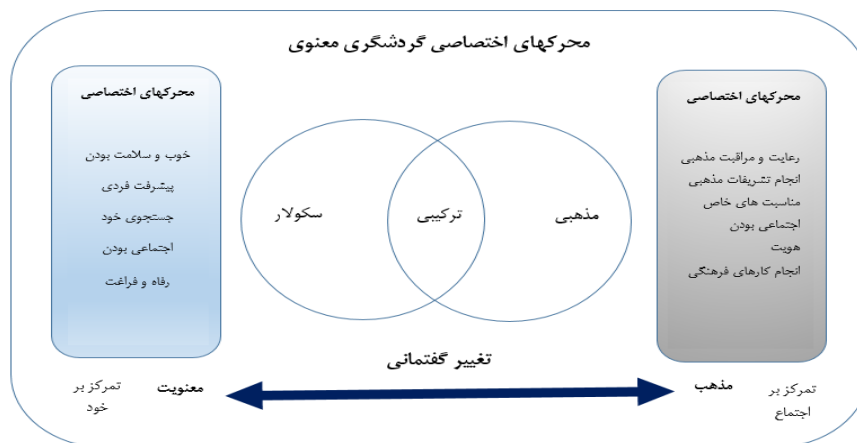 محرکهای اختصاصی گردشگری معنوی
محرکهای اختصاصی
رعایت و مراقبت مذهبی
انجام تشریفات مذهبی
مناسبت های خاص
اجتماعی بودن
هویت
انجام کارهای فرهنگی
مذهبی
ترکیبی
سکولار
محرکهای اختصاصی
خوب و سلامت بودن
پیشرفت فردی
جستجوی خود
اجتماعی بودن
رفاه و فراغت
تغییر گفتمانی
تمرکز بر
اجتماع
مذهب
معنویت
تمرکز بر
خود